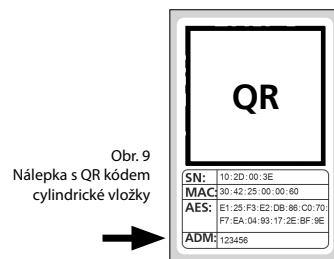 QR
Obr. 9
Nálepka s QR kódem
cylindrické vložky
SN: 10:2D:00:3E
MAC: 30:42:25:00:00:60
AES: E1:25:F3:E2:DB:86:C0:70:
F7:EA:04:93:17:2E:BF:9E
ADM: 123456